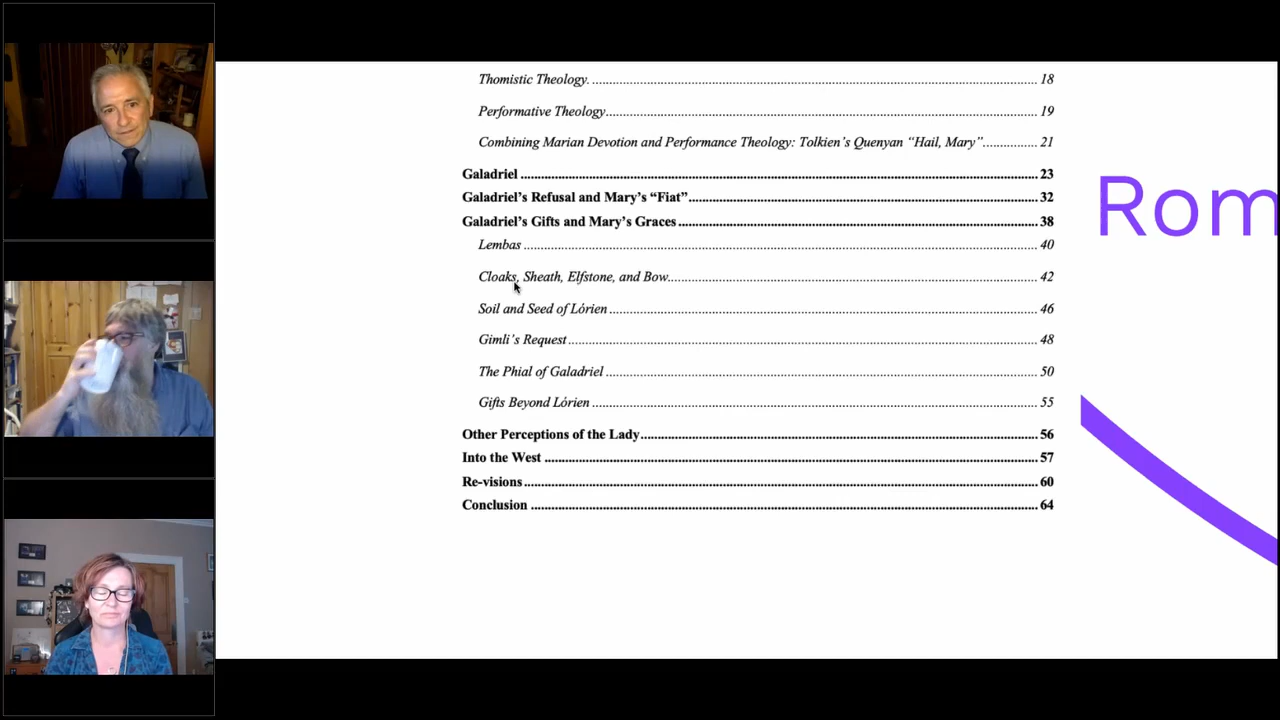 Thomistic Theology. ........ 18
Performative Theology........ 19
Combining Marian Devotion and Performance Theology: Tolkien’s Quenyan “Hail, Mary”........ 21
Galadriel ........ 23
Galadriel’s Refusal and Mary’s “Fiat”........ 32
Galadriel’s Gifts and Mary’s Graces ........ 38
Lembas ........ 40
Cloaks, Sheath, Elfstone, and Bow........ 42
Soil and Seed of Lórien ........ 46
Gimli’s Request ........ 48
The Phial of Galadriel ........ 50
Gifts Beyond Lórien ........ 55
Other Perceptions of the Lady........ 56
Into the West ........ 57
Re-visions ........ 60
Conclusion ........ 64
Rom